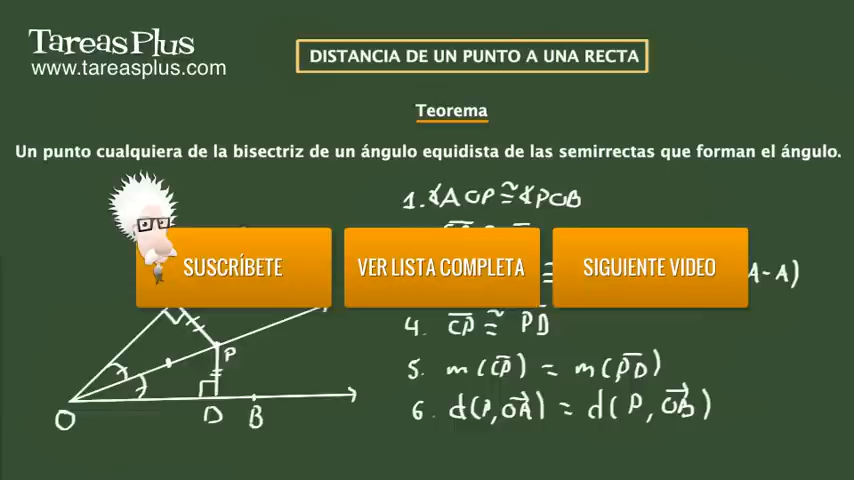 TareasPlus
www.tareasplus.com
DISTANCIA DE UN PUNTO A UNA RECTA
Teorema
Un punto cualquiera de la bisectriz de un ángulo equidista de las semirrectas que forman el ángulo.
1. ∢AOP ≅ ∢POB
SUSCRÍBETE
VER LISTA COMPLETA
SIGUIENTE VIDEO
A-A)
4. CP ≅ PD
P
5. m(CP) = m(PD)
6. d(P,OA) = d(P,OB)
O
D
B